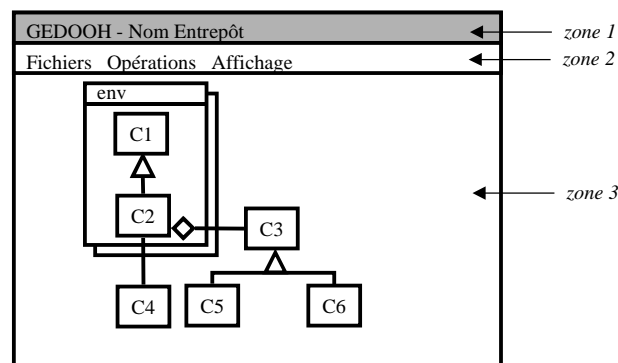 GEDOOH - Nom Entrepôt
zone 1
Fichiers Opérations Affichage
zone 2
env
C1
zone 3
C2
C3
C4
C5
C6